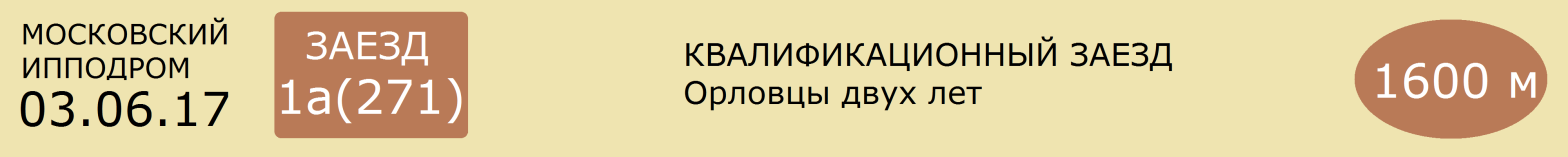 МОСКОВСКИЙ
ИППОДРОМ
03.06.17
ЗАЕЗД
1а(271)
КВАЛИФИКАЦИОННЫЙ ЗАЕЗД
Орловцы двух лет
1600 м